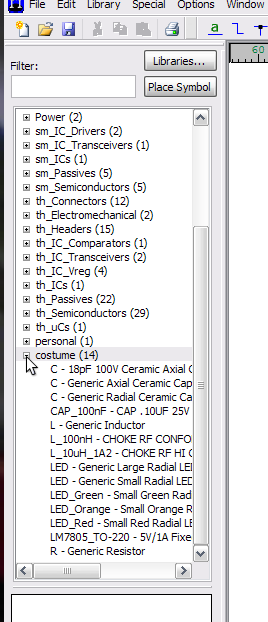 File Edit Library Special Options Window
a
60
Filter:
Libraries...
Place Symbol
Power (2)
sm_IC_Drivers (2)
sm_IC_Transceivers (1)
sm_ICs (1)
sm_Passives (5)
sm_Semiconductors (5)
th_Connectors (12)
th_Electromechanical (2)
th_Headers (15)
th_IC_Comparators (1)
th_IC_Transceivers (2)
th_IC_Vreg (4)
th_ICs (1)
th_Passives (22)
th_Semiconductors (29)
th_uCs (1)
personal (1)
costume (14)
C - 18pF 100V Ceramic Axial C
C - Generic Axial Ceramic Cap
C - Generic Radial Ceramic Cap
CAP_100nF - CAP .10UF 25V
L - Generic Inductor
L_100nH - CHOKE RF CONFO
L_10uH_1A2 - CHOKE RF HI C
LED - Generic Large Radial LE
LED - Generic Small Radial LE
LED_Green - Small Green Rad
LED_Orange - Small Orange R
LED_Red - Small Red Radial LE
LM7805_TO-220 - 5V/1A Fixe
R - Generic Resistor